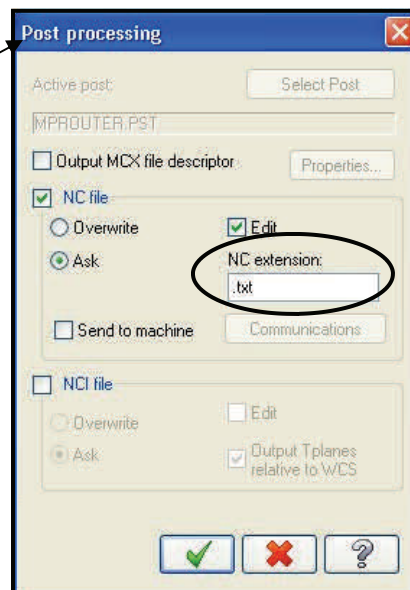 Post processing
Active post:
Select Post
MPROUTER.PST
Output MCX file descriptor
Properties...
NC file
Overwrite
Edit
Ask
NC extension:
.txt
Send to machine
Communications
NCI file
Overwrite
Edit
Ask
Output Tplanes
relative to WCS
?